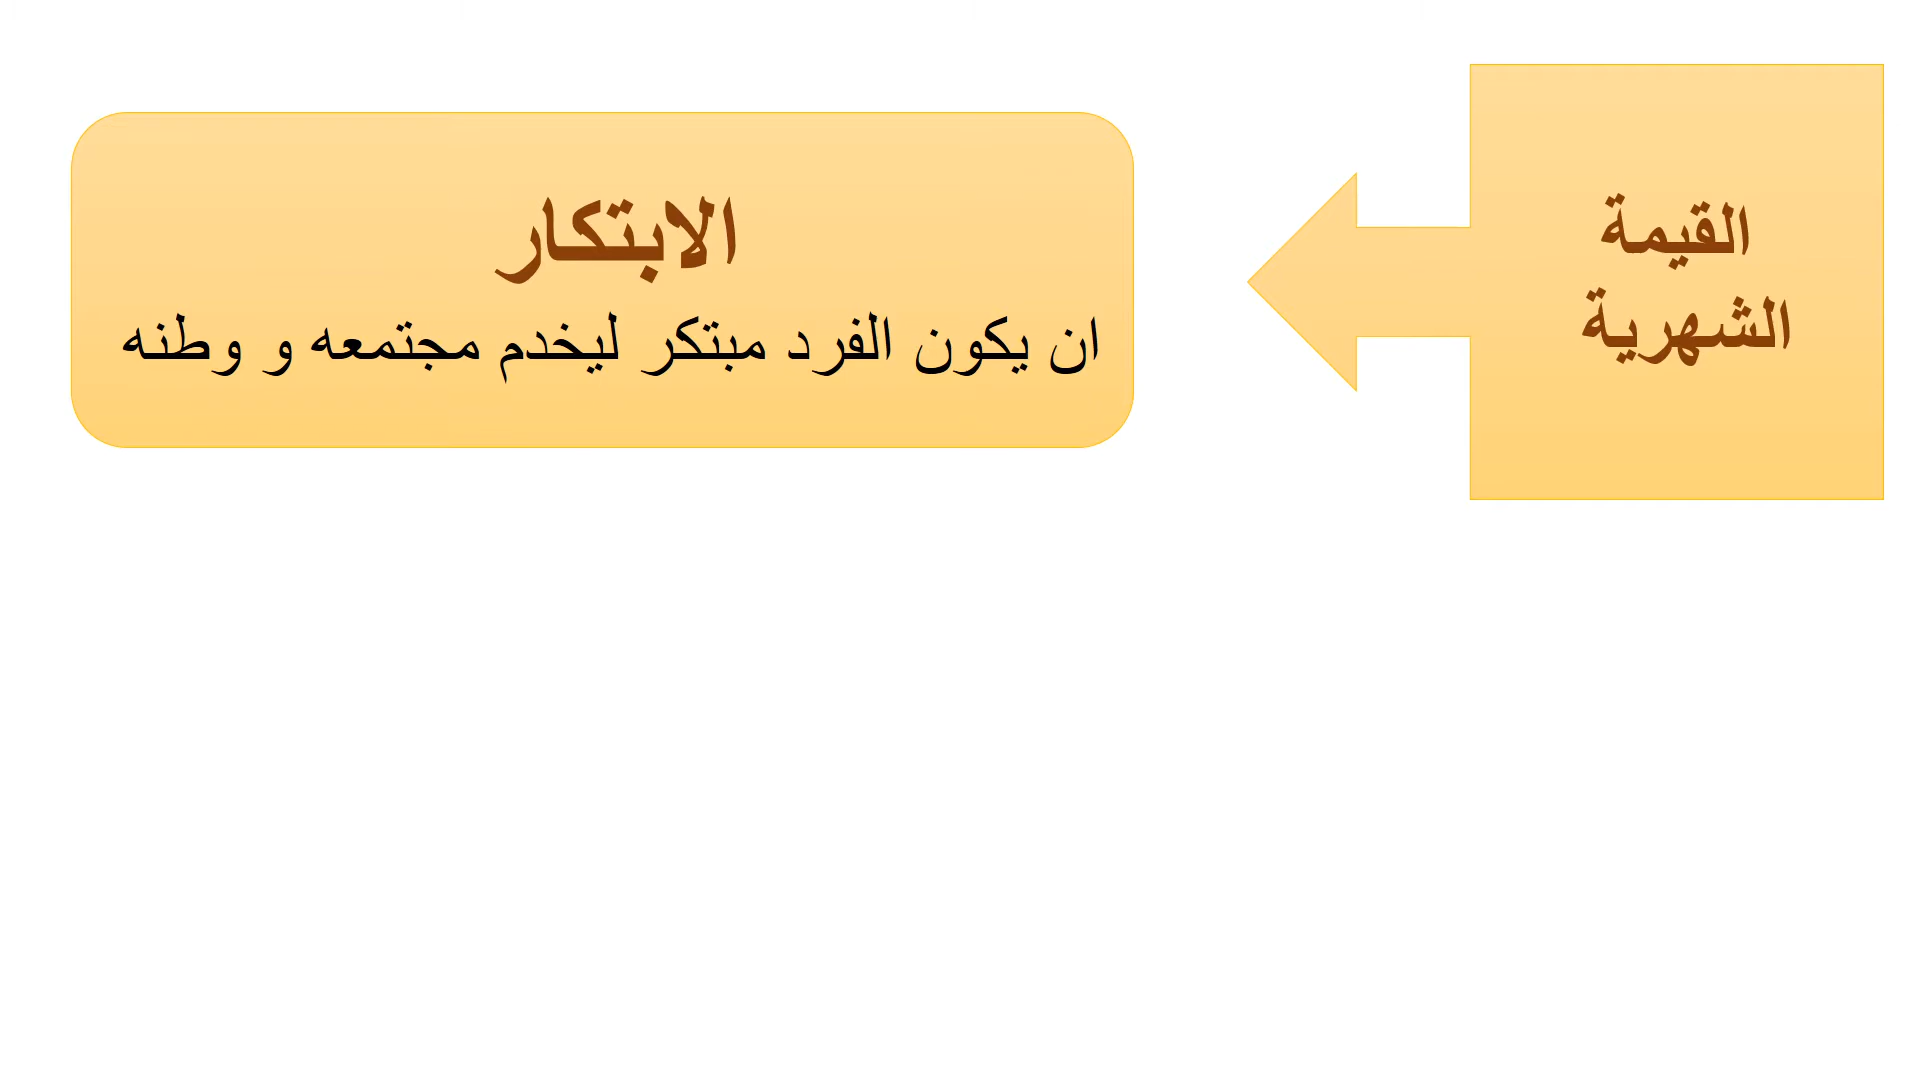 القيمة
الشهرية
الابتكار
ان يكون الفرد مبتكر ليخدم مجتمعه و وطنه